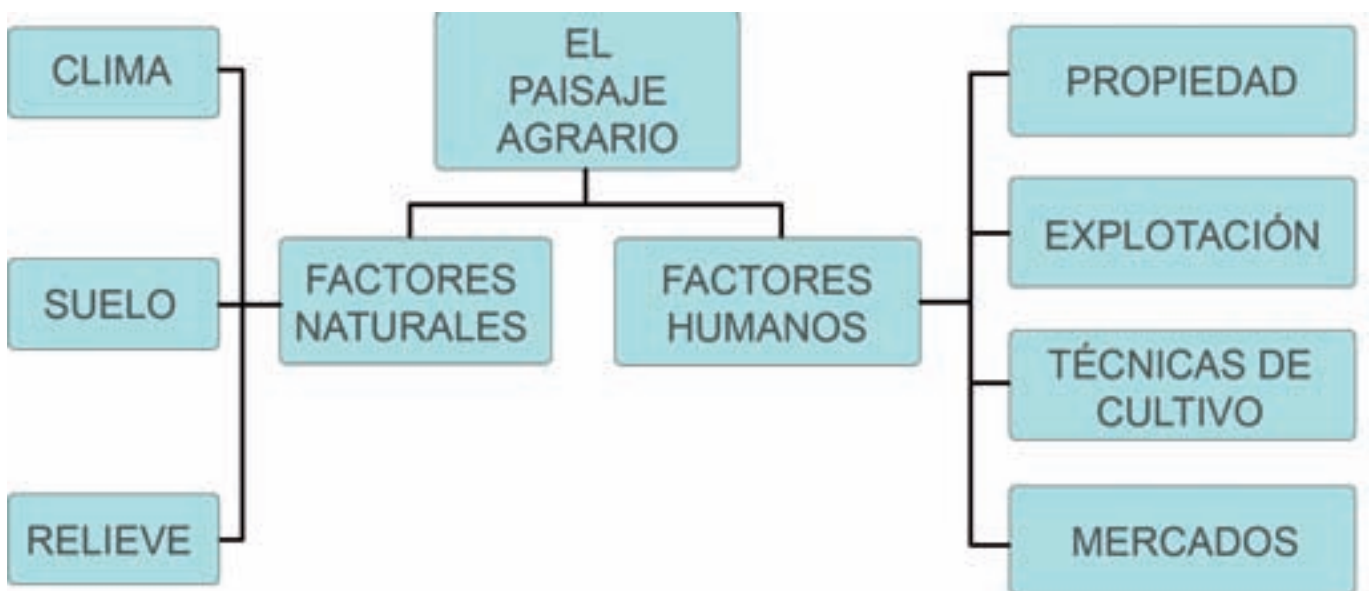 EL
PAISAJE
AGRARIO
FACTORES
NATURALES
FACTORES
HUMANOS
CLIMA
SUELO
RELIEVE
PROPIEDAD
EXPLOTACIÓN
TÉCNICAS DE
CULTIVO
MERCADOS